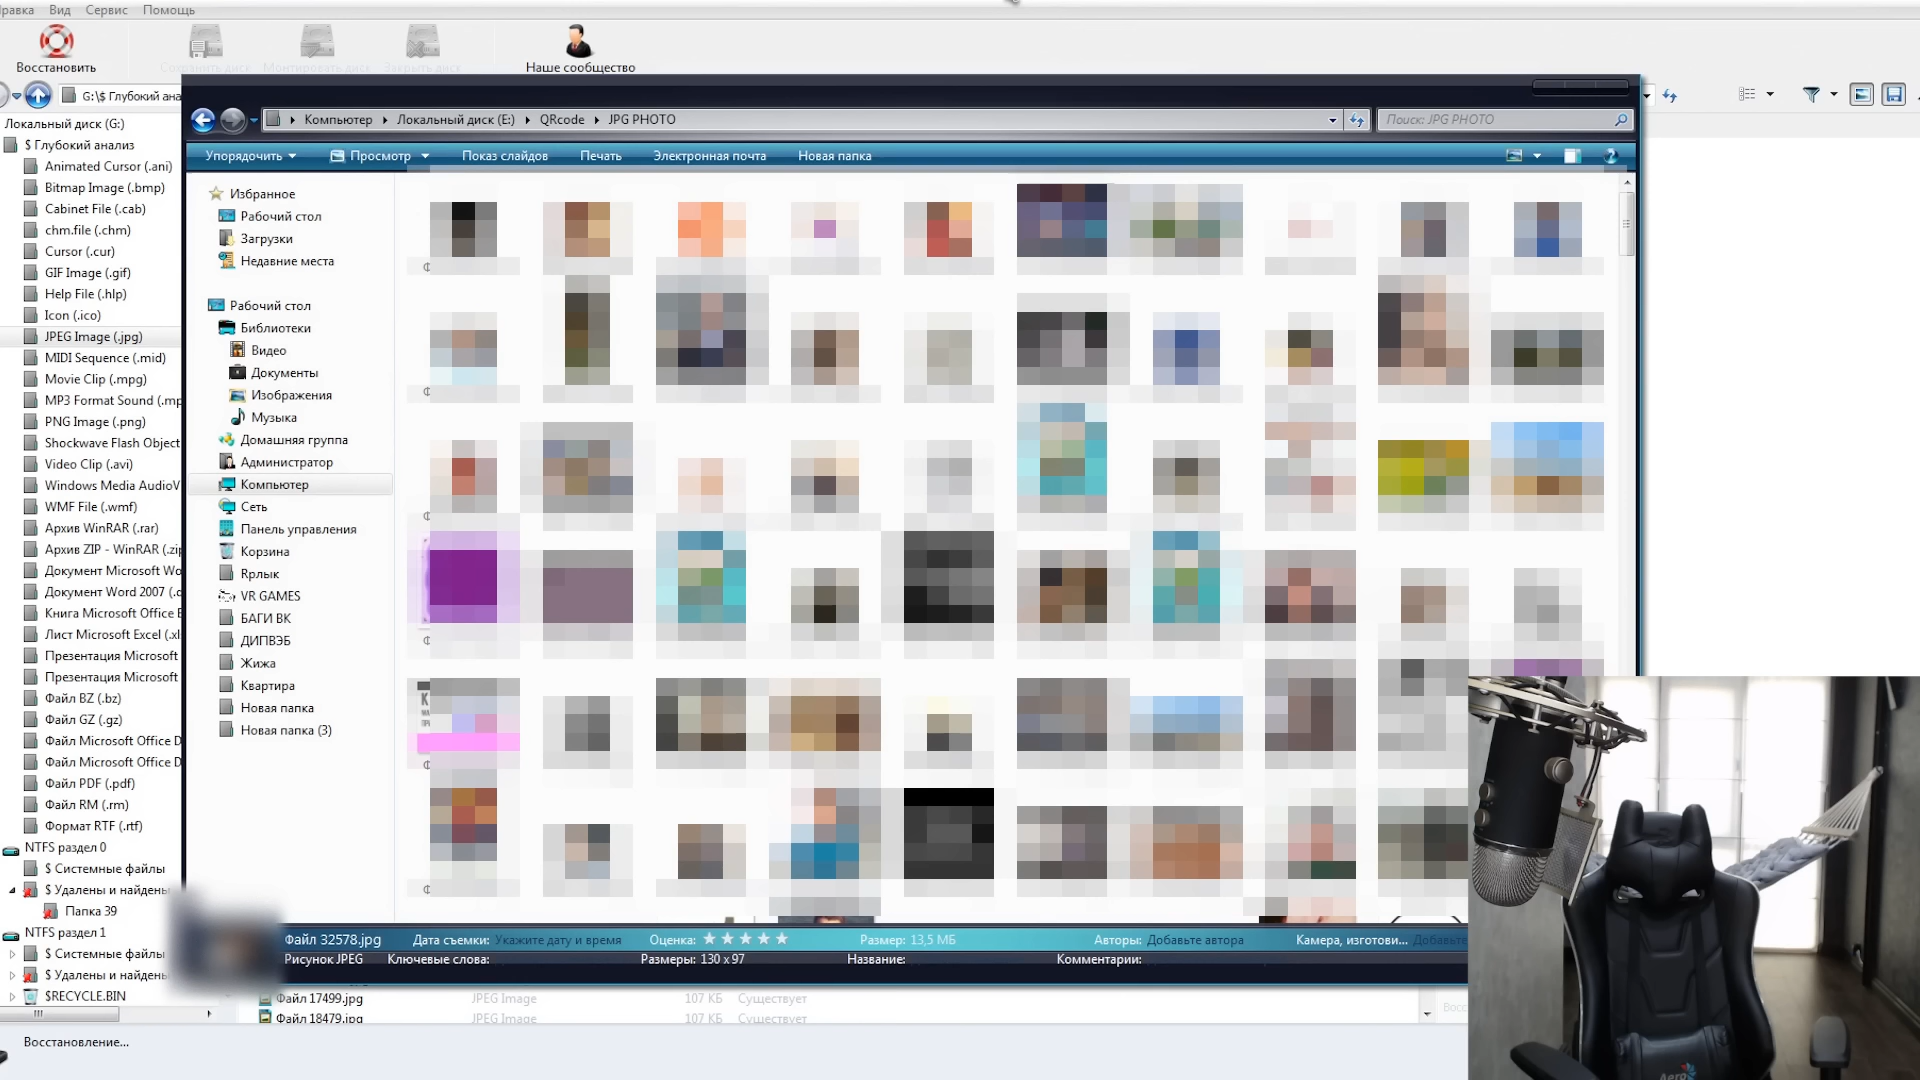 равка Вид Сервис Помощь
Восстановить Сохранить диск Монтировать диск Закрыть диск Наше сообщество
G:\$ Глубокий ана
Компьютер Локальный диск (E:) QRcode JPG PHOTO
Поиск: JPG PHOTO
Упорядочить Просмотр Показ слайдов Печать Электронная почта Новая папка
Локальный диск (G:)
$ Глубокий анализ
Animated Cursor (.ani)
Bitmap Image (.bmp)
Cabinet File (.cab)
chm.file (.chm)
Cursor (.cur)
GIF Image (.gif)
Help File (.hlp)
Icon (.ico)
JPEG Image (.jpg)
MIDI Sequence (.mid)
Movie Clip (.mpg)
MP3 Format Sound (.mp
PNG Image (.png)
Shockwave Flash Object
Video Clip (.avi)
Windows Media AudioV
WMF File (.wmf)
Архив WinRAR (.rar)
Архив ZIP - WinRAR (.zip
Документ Microsoft Wo
Документ Word 2007 (.c
Книга Microsoft Office E
Лист Microsoft Excel (.xl
Презентация Microsoft
Презентация Microsoft
Файл BZ (.bz)
Файл GZ (.gz)
Файл Microsoft Office D
Файл Microsoft Office D
Файл PDF (.pdf)
Файл RM (.rm)
Формат RTF (.rtf)
NTFS раздел 0
$ Системные файлы
$ Удалены и найдены
Папка 39
NTFS раздел 1
$ Системные файлы
$ Удалены и найдены
$RECYCLE.BIN
Избранное
Рабочий стол
Загрузки
Недавние места
Рабочий стол
Библиотеки
Видео
Документы
Изображения
Музыка
Домашняя группа
Администратор
Компьютер
Сеть
Панель управления
Корзина
Rрлык
VR GAMES
БАГИ ВК
ДИПВЭБ
Жижа
Квартира
Новая папка
Новая папка (3)
Файл 32578.jpg Дата съемки: Укажите дату и время Оценка: Размер: 13,5 МБ Авторы: Добавьте автора Камера, изготови... Добавьте
Рисунок JPEG Ключевые слова: Размеры: 130 x 97 Название: Комментарии:
Файл 17499.jpg JPEG Image 107 КБ Существует
Файл 18479.jpg JPEG Image 107 КБ Существует
Восс
Восстановление...
Aero